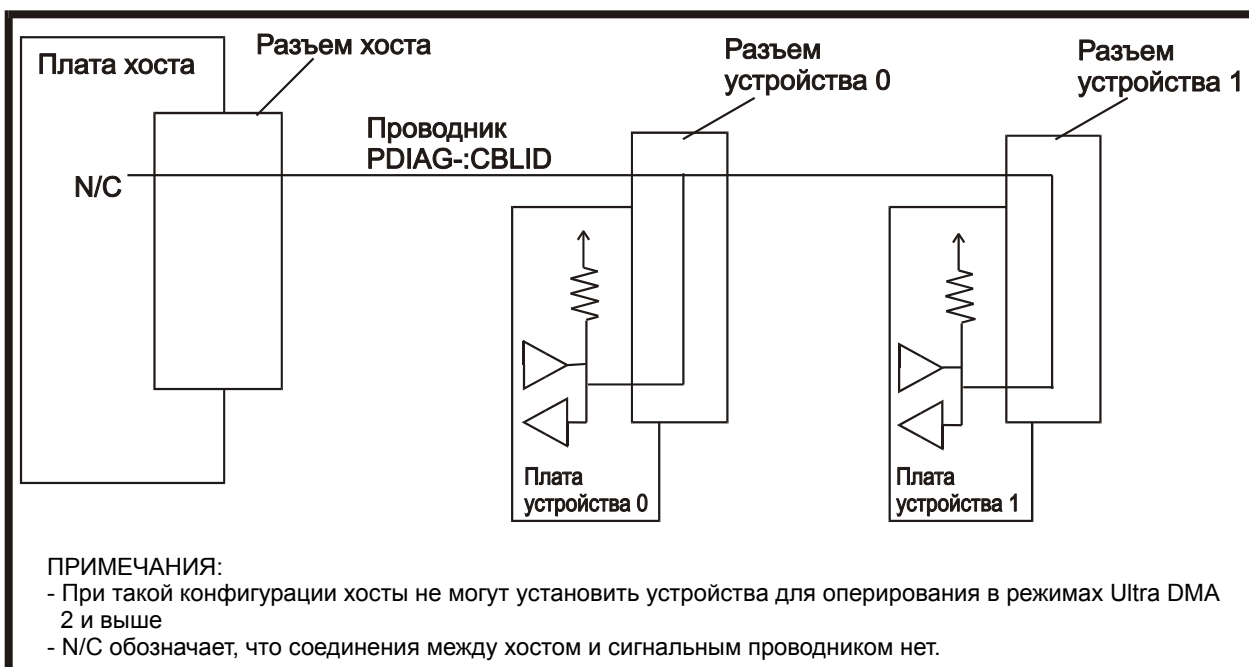 Плата хоста
Разъем хоста
Разъем
устройства 0
Разъем
устройства 1
Проводник
PDIAG-:CBLID
N/C
Плата
устройства 0
Плата
устройства 1
ПРИМЕЧАНИЯ:
- При такой конфигурации хосты не могут установить устройства для оперирования в режимах Ultra DMA
2 и выше
- N/C обозначает, что соединения между хостом и сигнальным проводником нет.